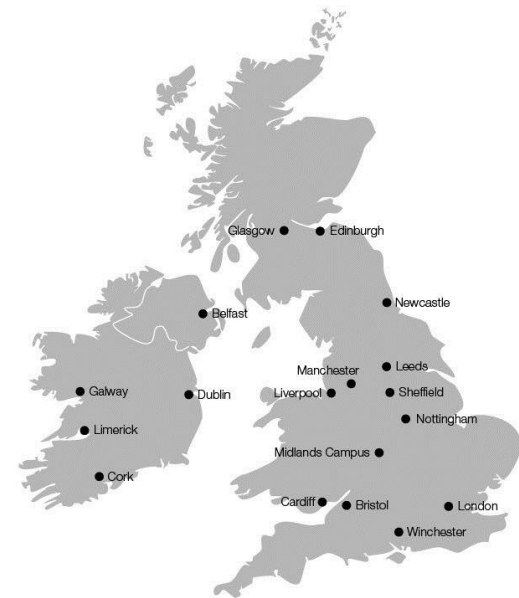 Glasgow
Edinburgh
Newcastle
Belfast
Leeds
Manchester
Galway
Dublin
Liverpool
Sheffield
Nottingham
Limerick
Midlands Campus
Cork
Cardiff
Bristol
London
Winchester